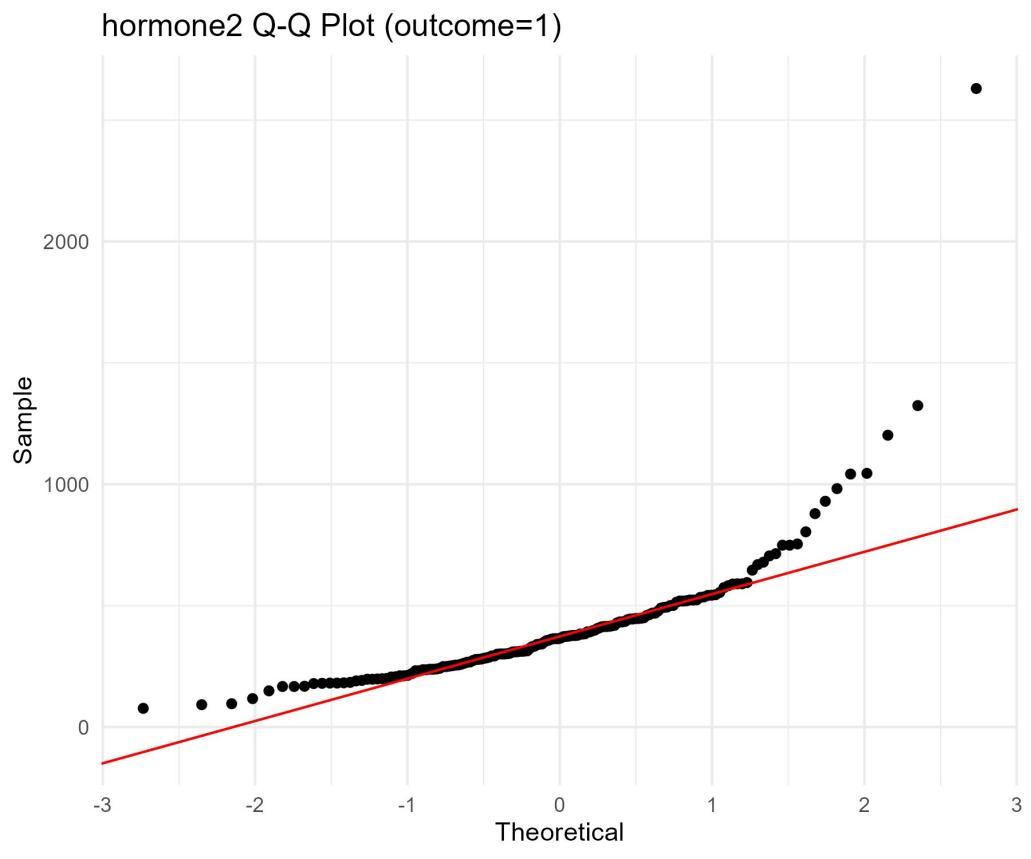 hormone2 Q-Q Plot (outcome=1)
2000
1000
0
Sample
-3 -2 -1 0 1 2 3
Theoretical